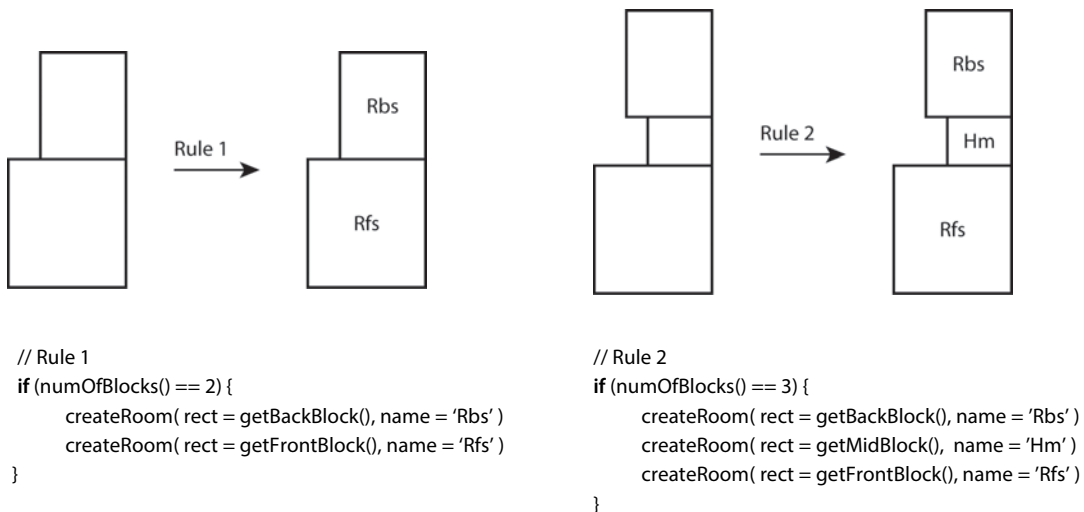 Rbs
Rule 1
Rfs
// Rule 1
if (numOfBlocks() == 2) {
createRoom( rect = getBackBlock(), name = ‘Rbs’ )
createRoom( rect = getFrontBlock(), name = ‘Rfs’ )
}
Rbs
Rule 2
Hm
Rfs
// Rule 2
if (numOfBlocks() == 3) {
createRoom( rect = getBackBlock(), name = ’Rbs’ )
createRoom( rect = getMidBlock(), name = ’Hm’ )
createRoom( rect = getFrontBlock(), name = ’Rfs’ )
}